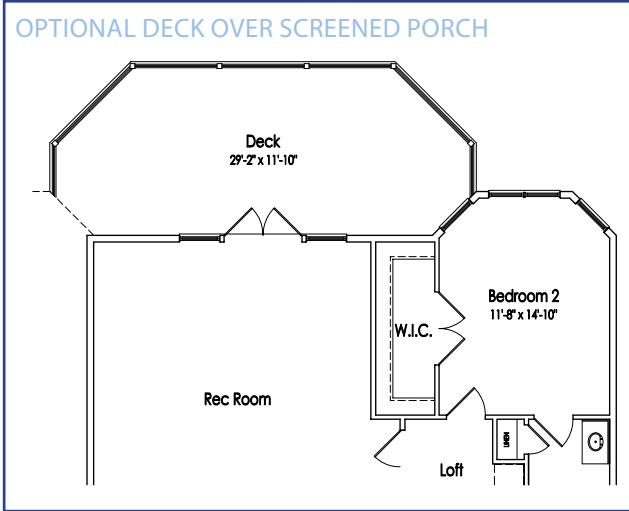 OPTIONAL DECK OVER SCREENED PORCH
Deck
29'-2" x 11'-10"
Bedroom 2
11'-8" x 14'-10"
W.I.C.
Rec Room
LINEN
Loft